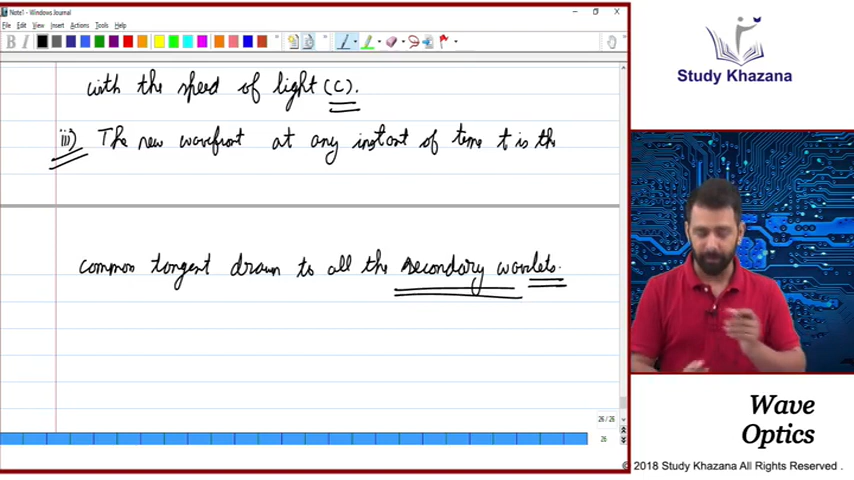 Note1 - Windows Journal
File Edit View Insert Actions Tools Help
B I
Study Khazana
with the speed of light (C).
iii) The new wavefront at any instant of time t is the
common tangent drawn to all the secondary wavelets.
26/26
26
Wave
Optics
© 2018 Study Khazana All Rights Reserved .